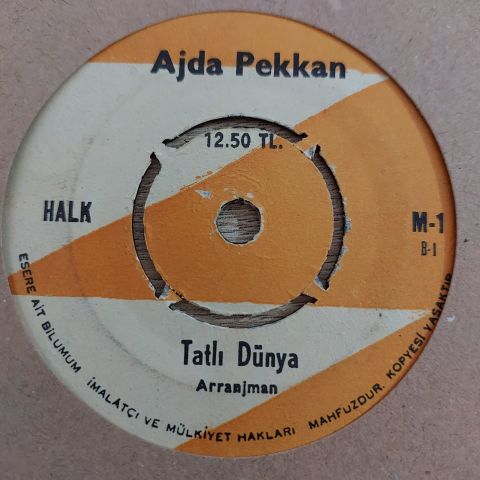 Ajda Pekkan
12.50 TL.
HALK
M-1
B-1
Tatlı Dünya
Arranjman
ESERE AİT BİLUMUM İMALATÇI VE MÜLKİYET HAKLARI MAHFUZDUR. KOPYESİ YASAKTIR